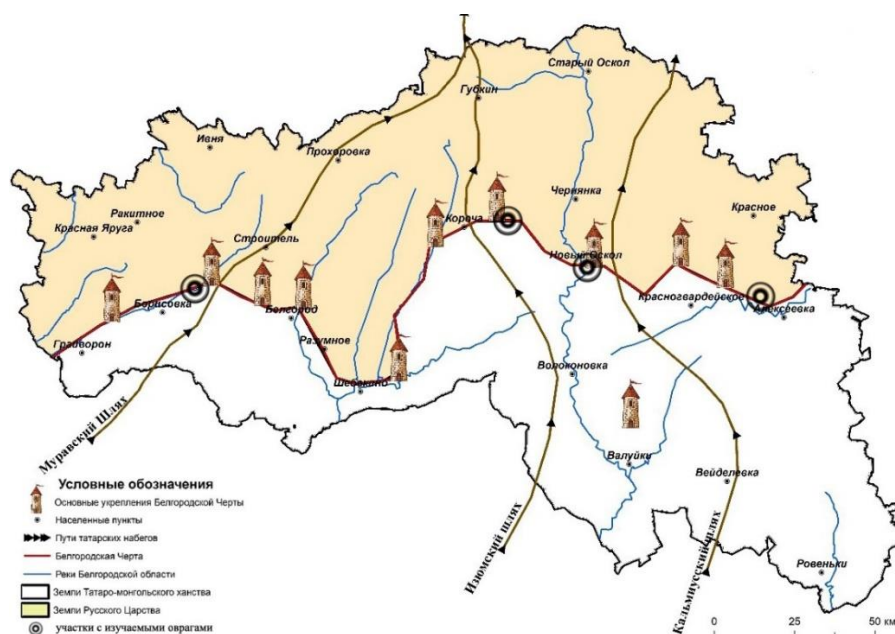 Старый Оскол
Губкин
Ивня
Прохоровка
Чернянка
Красное
Ракитное
Красная Яруга
Короча
Строитель
Новый Оскол
Борисовка
Белгород
Красногвардейское
Алексеевка
Грайворон
Разумное
Шебекино
Волоконовка
Муравский Шлях
Валуйки
Вейделевка
Изюмский шлях
Кальмиусский шлях
Ровеньки
Условные обозначения
Основные укрепления Белгородской Черты
Населенные пункты
Пути татарских набегов
Белгородская Черта
Реки Белгородской области
Земли Татаро-монгольского ханства
Земли Русского Царства
участки с изучаемыми оврагами
0 25 50 км